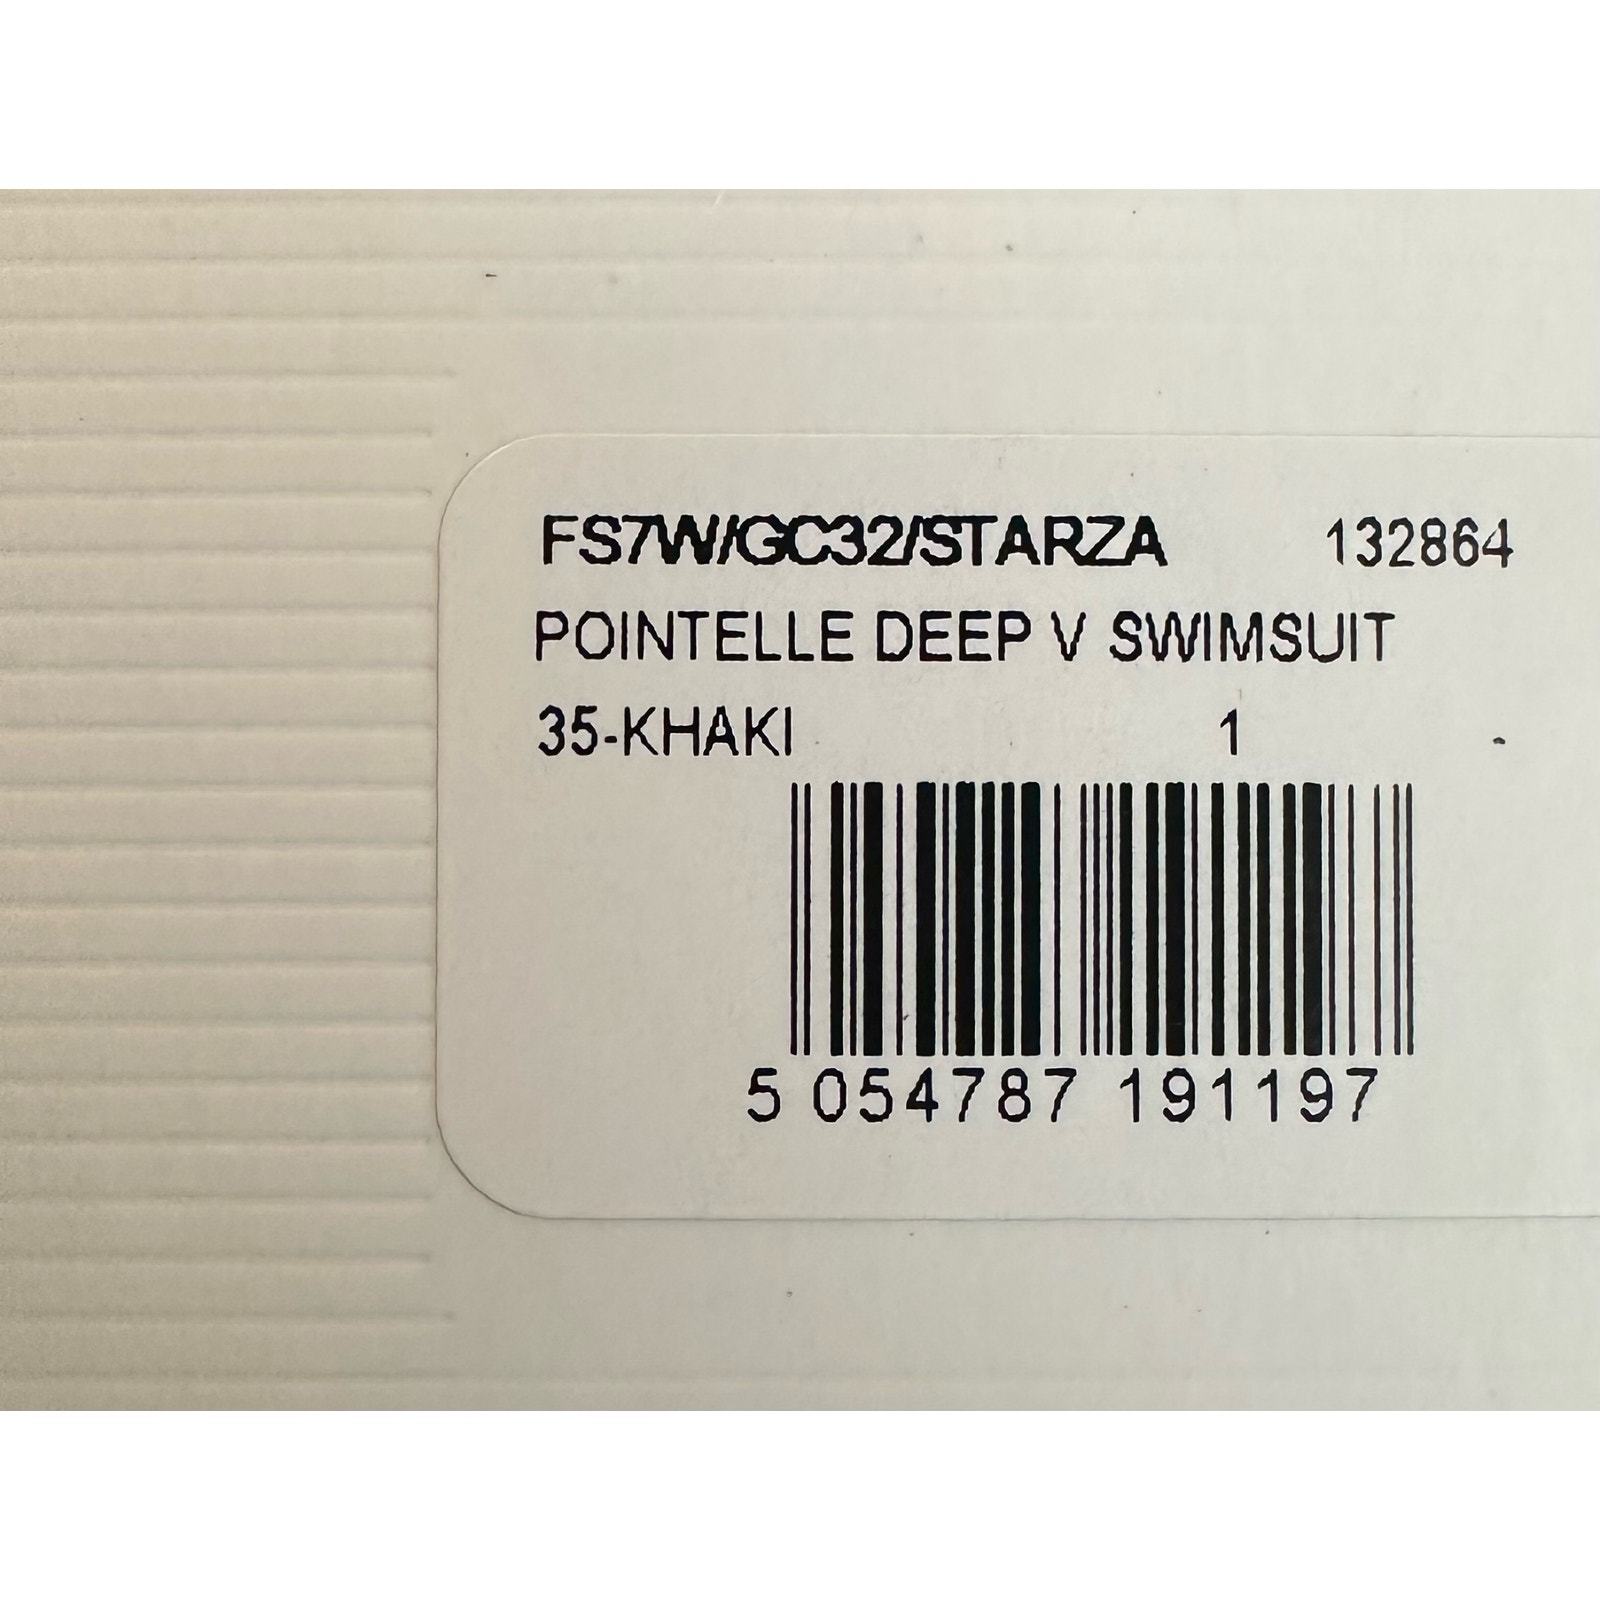 FS7W/GC32/STARZA 132864
POINTELLE DEEP V SWIMSUIT
35-KHAKI 1
5 054787 191197